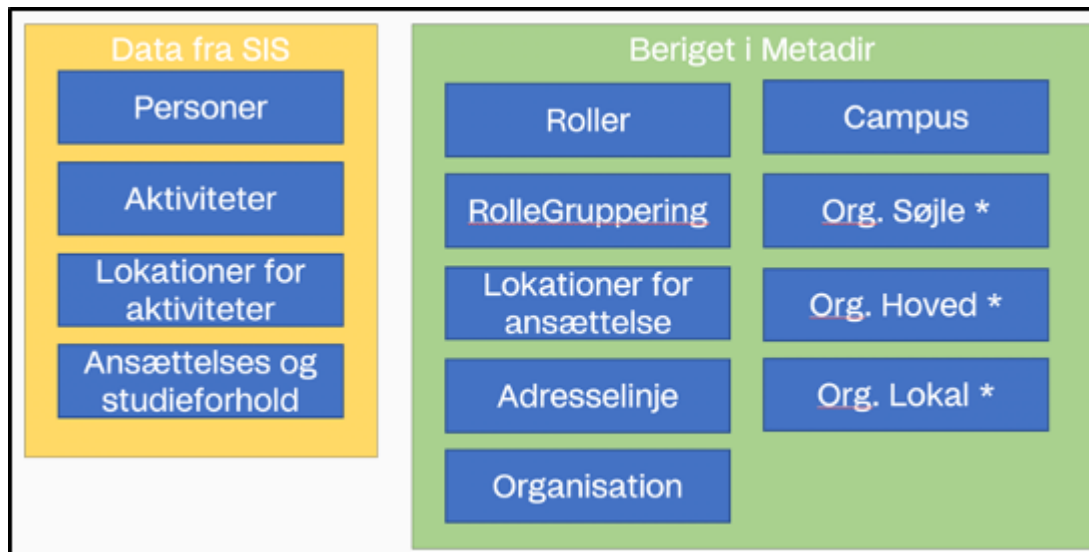 Data fra SIS
Personer
Aktiviteter
Lokationer for
aktiviteter
Ansættelses og
studieforhold
Beriget i Metadir
Roller
RolleGruppering
Lokationer for
ansættelse
Adresselinje
Organisation
Campus
Org. Søjle *
Org. Hoved *
Org. Lokal *